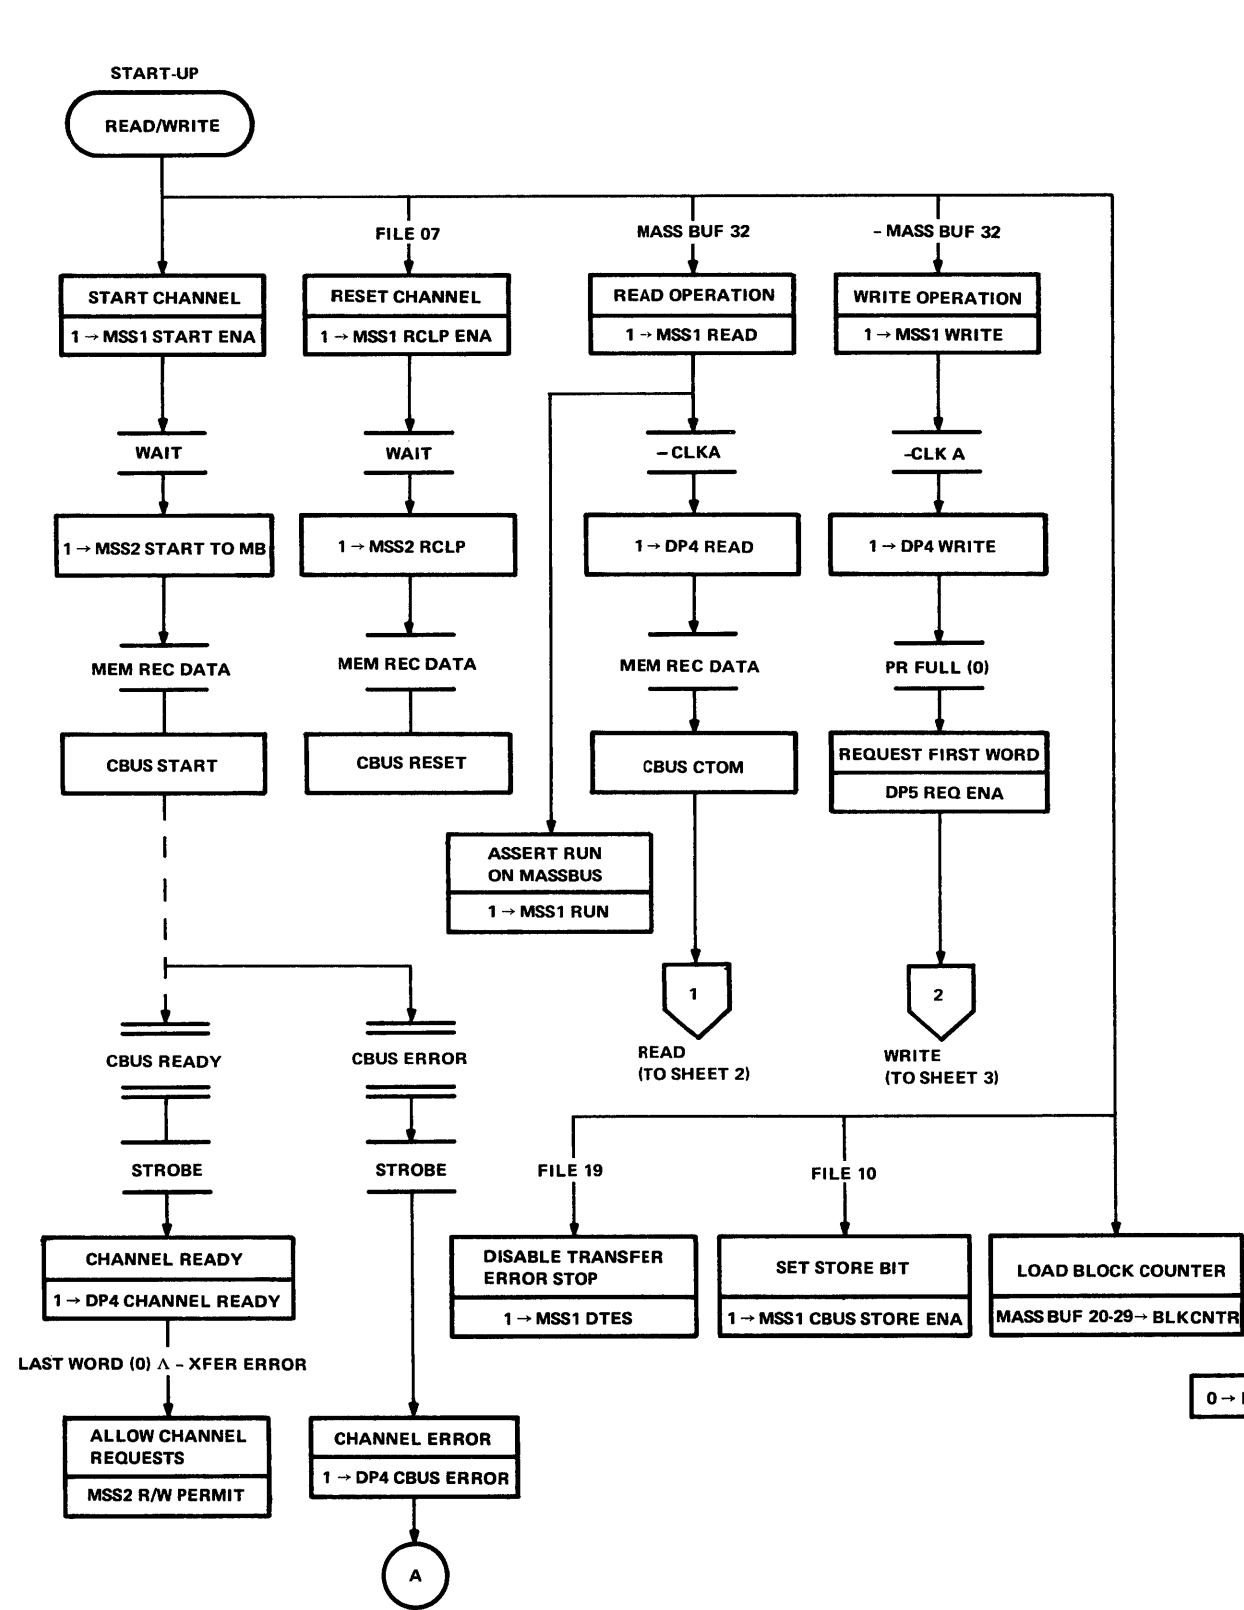 START-UP
READ/WRITE
FILE 07
MASS BUF 32
- MASS BUF 32
START CHANNEL
1 → MSS1 START ENA
RESET CHANNEL
1 → MSS1 RCLP ENA
READ OPERATION
1 → MSS1 READ
WRITE OPERATION
1 → MSS1 WRITE
WAIT
WAIT
- CLKA
-CLK A
1 → MSS2 START TO MB
1 → MSS2 RCLP
1 → DP4 READ
1 → DP4 WRITE
MEM REC DATA
MEM REC DATA
MEM REC DATA
PR FULL (0)
CBUS START
CBUS RESET
CBUS CTOM
REQUEST FIRST WORD
DP5 REQ ENA
ASSERT RUN
ON MASSBUS
1 → MSS1 RUN
1
2
READ
(TO SHEET 2)
WRITE
(TO SHEET 3)
CBUS READY
CBUS ERROR
STROBE
STROBE
FILE 19
FILE 10
CHANNEL READY
1 → DP4 CHANNEL READY
DISABLE TRANSFER
ERROR STOP
1 → MSS1 DTES
SET STORE BIT
1 → MSS1 CBUS STORE ENA
LOAD BLOCK COUNTER
MASS BUF 20-29 → BLKCNTR
LAST WORD (0) Λ - XFER ERROR
0 →
ALLOW CHANNEL
REQUESTS
MSS2 R/W PERMIT
CHANNEL ERROR
1 → DP4 CBUS ERROR
A